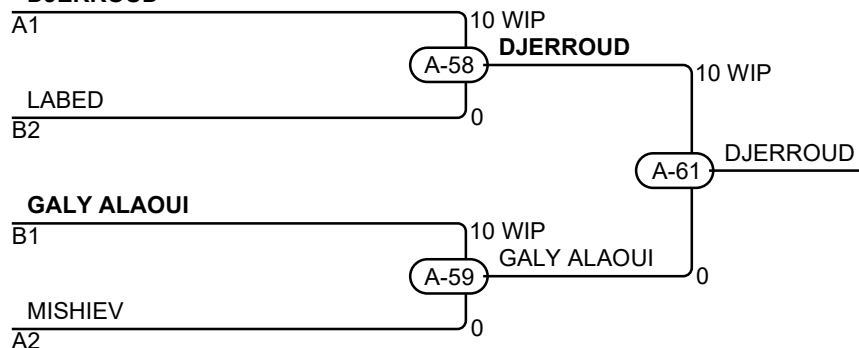 DJERROUD
A1
10 WIP
A-58
DJERROUD
10 WIP
LABED
B2
0
A-61
DJERROUD
GALY ALAOUI
B1
10 WIP
A-59
GALY ALAOUI
0
MISHIEV
A2
0